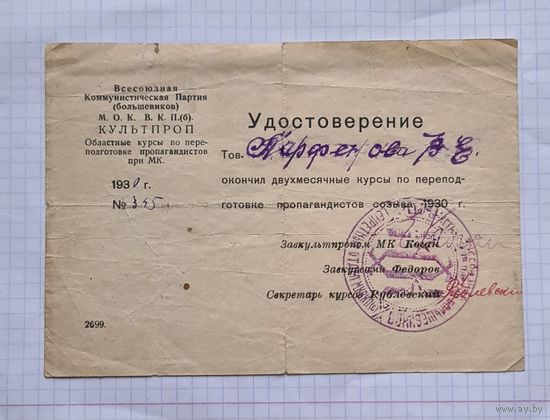 Всесоюзная
Коммунистическая Партия
(большевиков)
М. О. К. В. К. П.(б).
КУЛЬТПРОП
Областные курсы по пере-
подготовке пропагандистов
при МК.
1930 г.
№ 345
2699.
Удостоверение
Тов. Парфенова В Е.
окончил двухмесячные курсы по перепод-
готовке пропагандистов созыва 1930 г.
Завкультпропом МК Коган
Завкурсами Федоров
Секретарь курсов Рублевский
www.ay.by